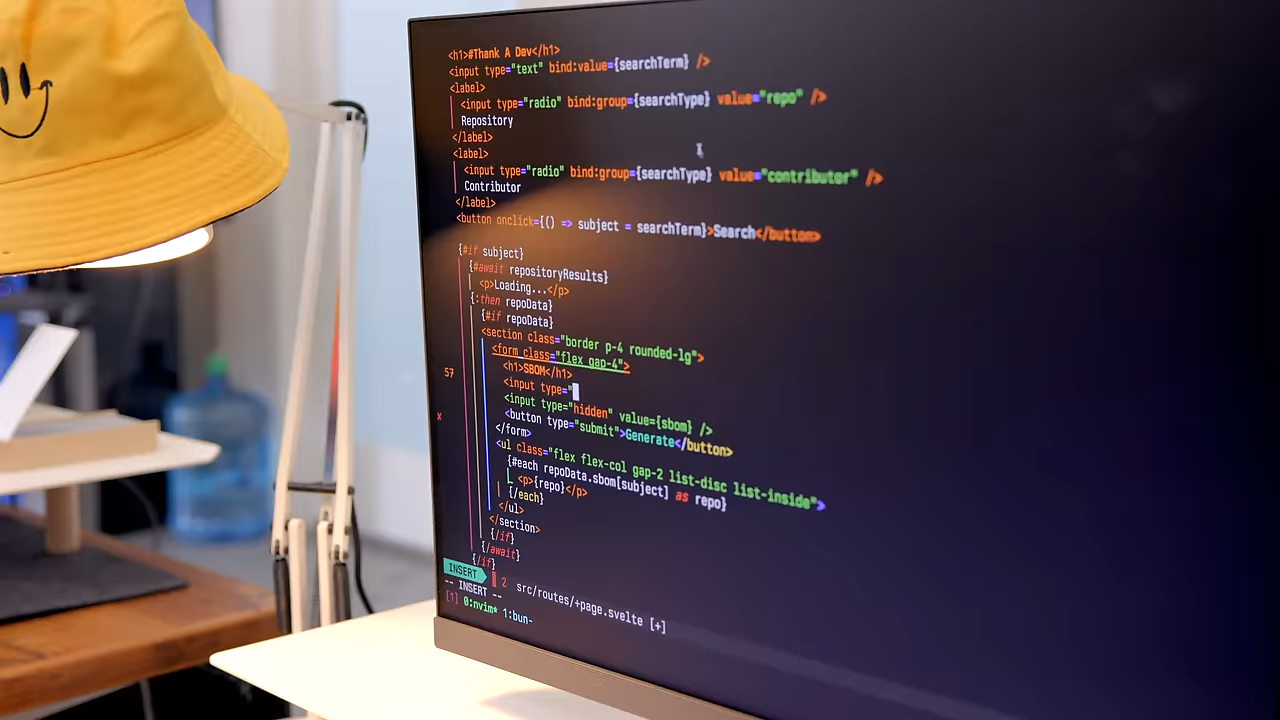 <h1>#Thank A Dev</h1>
<input type="text" bind:value={searchTerm} />
<label>
<input type="radio" bind:group={searchType} value="repo" />
Repository
</label>
<label>
<input type="radio" bind:group={searchType} value="contributor" />
Contributor
</label>
<button onclick={() => subject = searchTerm}>Search</button>
{#if subject}
{#await repositoryResults}
<p>Loading...</p>
{:then repoData}
{#if repoData}
<section class="border p-4 rounded-lg">
<form class="flex gap-4">
57 <h1>SBOM</h1>
<input type="
x <input type="hidden" value={sbom} />
<button type="submit">Generate</button>
</form>
<ul class="flex flex-col gap-2 list-disc list-inside">
{#each repoData.sbom[subject] as repo}
<p>{repo}</p>
{/each}
</ul>
</section>
{/if}
{/await}
{/if}
INSERT 2 src/routes/+page.svelte [+]
-- INSERT --
[1] 0:nvim* 1:bun-